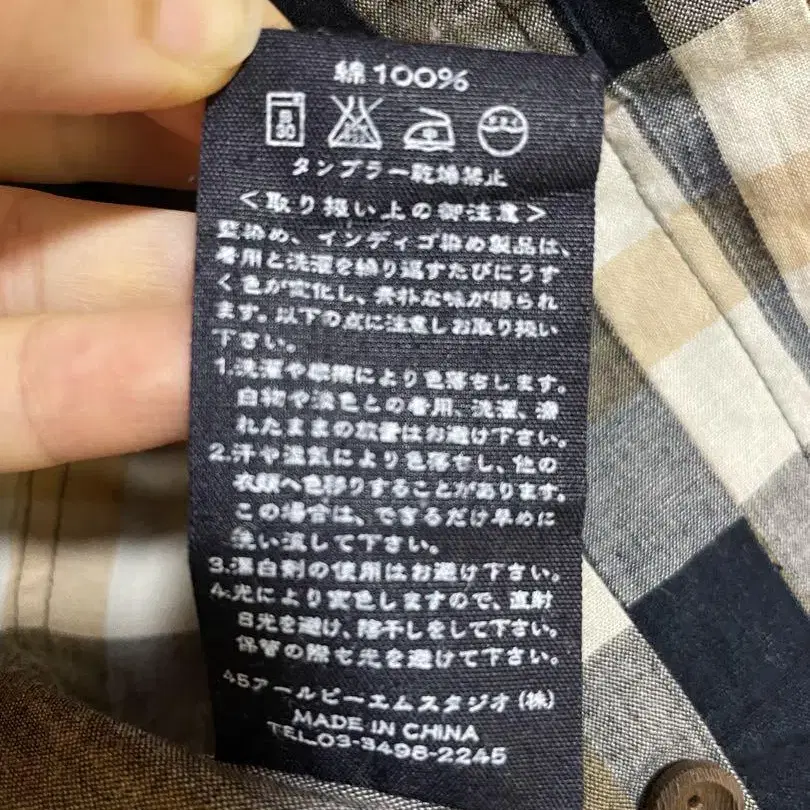 綿100%
弱
30
タンブラー乾燥禁止
<取り扱い上の御注意>
藍染め、インディゴ染め製品は、
着用と洗濯を繰り返すたびにうす
く色が変化し、素朴な味が得られ
ます。以下の点に注意しお取り扱い
下さい。
1.洗濯や摩擦により色落ちします。
白物や淡色との着用、洗濯、濡
れたままの放置はお避け下さい。
2.汗や湿気により色落ちし、他の
衣類へ色移りすることがあります。
この場合は、できるだけ早めに
洗い流して下さい。
3.漂白剤の使用はお避け下さい。
4.光により変色しますので、直射
日光を避け、陰干しをして下さい。
保管の際も光を避けて下さい。
45アールピーエムスタジオ(株)
MADE IN CHINA
TEL.03-3498-2245